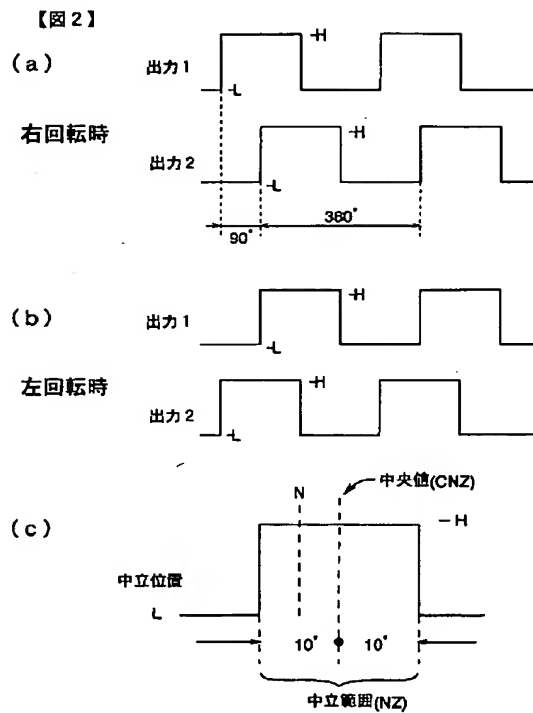 【図2】
(a)
出力1
-H
-L
右回転時
出力2
-H
-L
90°
360°
(b)
出力1
-H
-L
左回転時
出力2
-H
-L
(c)
N
中央値(CNZ)
-H
中立位置
L
10°
10°
中立範囲(NZ)